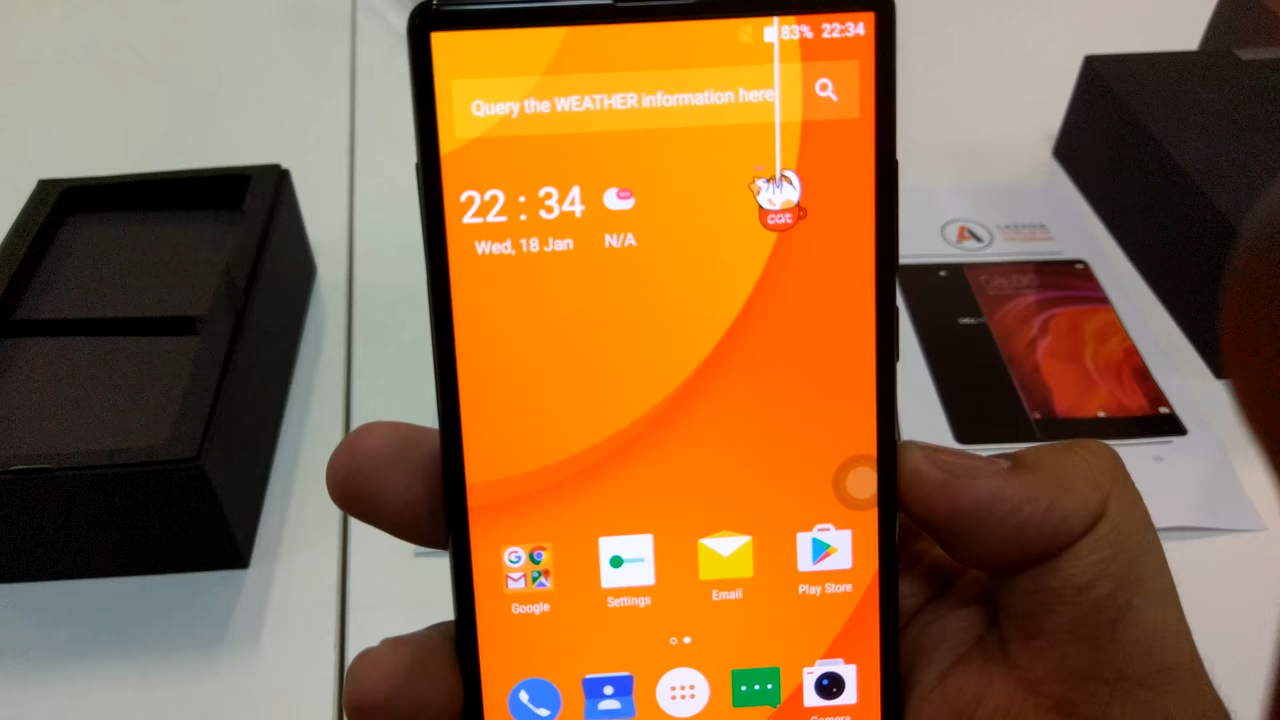 83% 22:34
Query the WEATHER information here
22 : 34
Wed, 18 Jan N/A
cat
Google
Settings
Email
Play Store
Camera